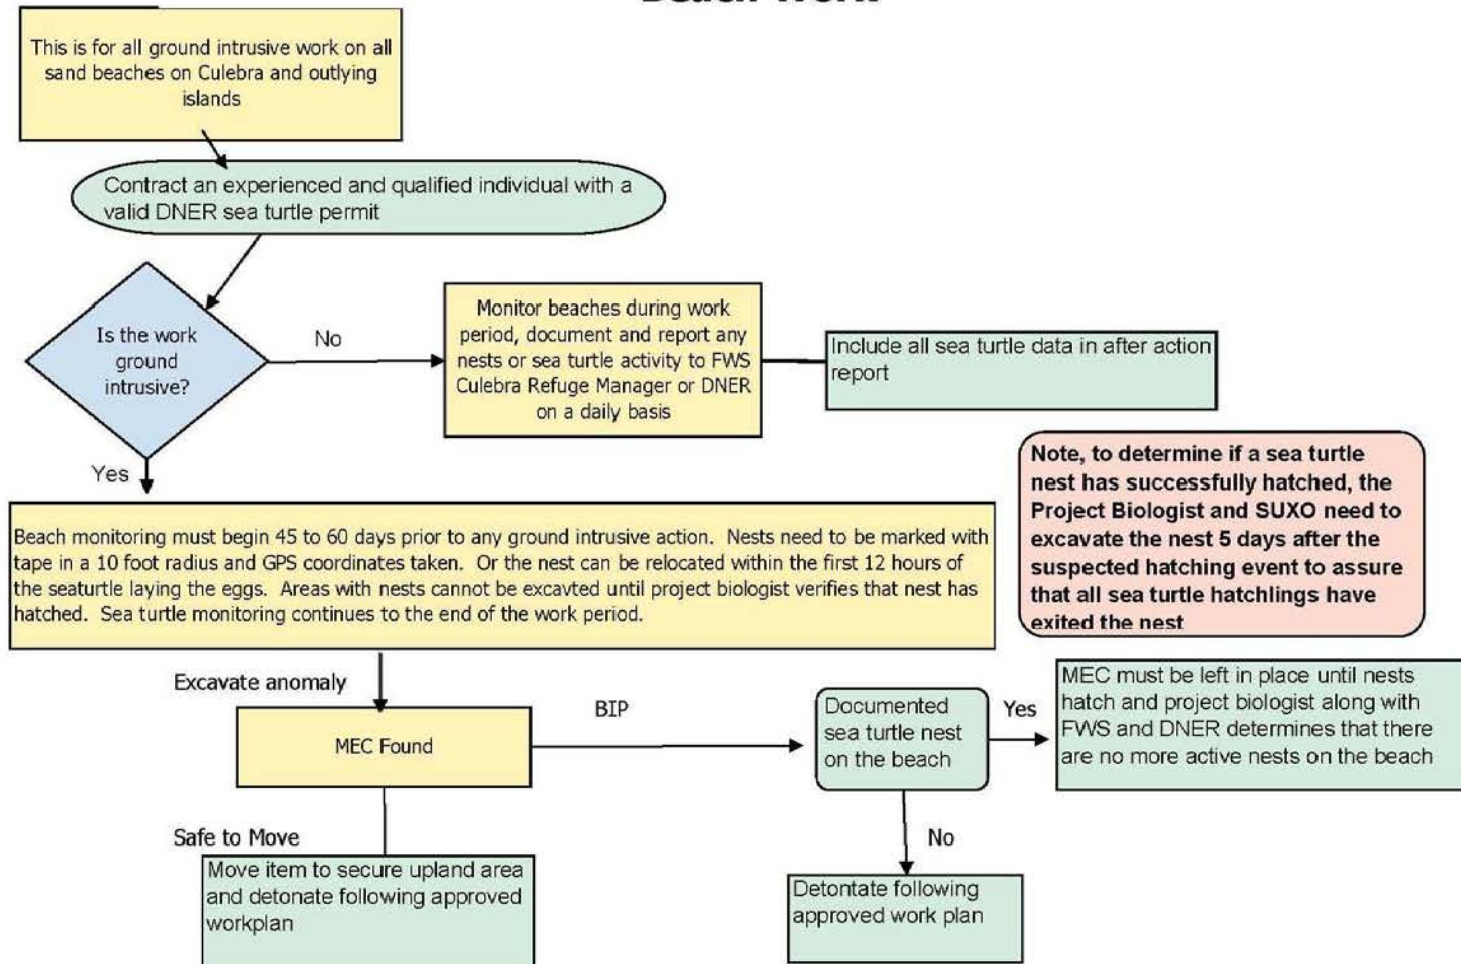 This is for all ground intrusive work on all
sand beaches on Culebra and outlying
islands
Contract an experienced and qualified individual with a
valid DNER sea turtle permit
Is the work
ground
intrusive?
No
Monitor beaches during work
period, document and report any
nests or sea turtle activity to FWS
Culebra Refuge Manager or DNER
on a daily basis
Include all sea turtle data in after action
report
Yes
Note, to determine if a sea turtle
nest has successfully hatched, the
Project Biologist and SUXO need to
excavate the nest 5 days after the
suspected hatching event to assure
that all sea turtle hatchlings have
exited the nest
Beach monitoring must begin 45 to 60 days prior to any ground intrusive action. Nests need to be marked with
tape in a 10 foot radius and GPS coordinates taken. Or the nest can be relocated within the first 12 hours of
the seaturtle laying the eggs. Areas with nests cannot be excavted until project biologist verifies that nest has
hatched. Sea turtle monitoring continues to the end of the work period.
Excavate anomaly
MEC Found
BIP
Documented
sea turtle nest
on the beach
Yes
MEC must be left in place until nests
hatch and project biologist along with
FWS and DNER determines that there
are no more active nests on the beach
Safe to Move
Move item to secure upland area
and detonate following approved
workplan
No
Detontate following
approved work plan